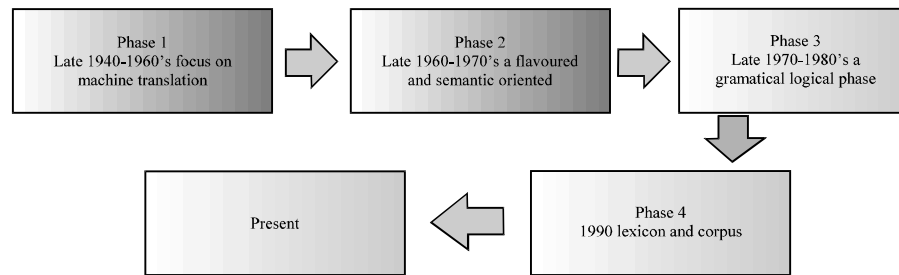 Phase 1
Late 1940-1960's focus on
machine translation
Phase 2
Late 1960-1970's a flavoured
and semantic oriented
Phase 3
Late 1970-1980's a
gramatical logical phase
Phase 4
1990 lexicon and corpus
Present